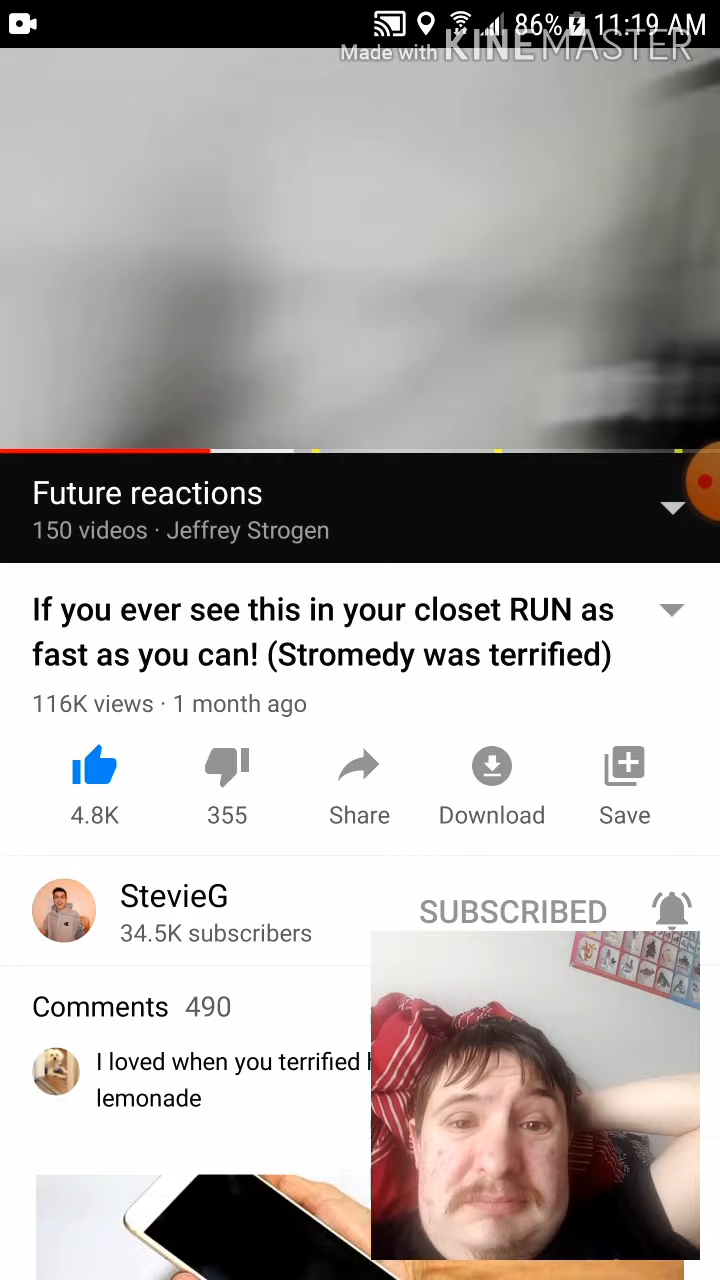 86% 11:19 AM
Made with KINEMASTER
Future reactions
150 videos · Jeffrey Strogen
If you ever see this in your closet RUN as
fast as you can! (Stromedy was terrified)
116K views · 1 month ago
4.8K 355 Share Download Save
StevieG
34.5K subscribers
SUBSCRIBED
Comments 490
I loved when you terrified
lemonade